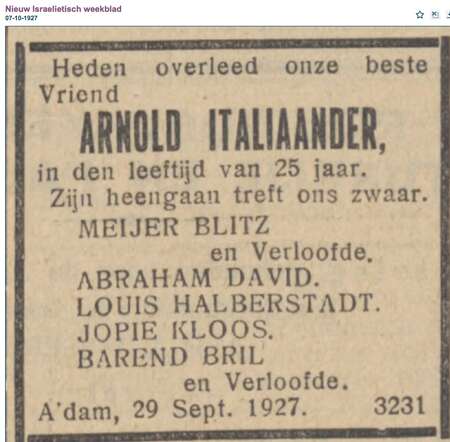 Nieuw Israelietisch weekblad
07-10-1927
Heden overleed onze beste
Vriend
ARNOLD ITALIAANDER,
in den leeftijd van 25 jaar.
Zijn heengaan treft ons zwaar.
MEIJER BLITZ
en Verloofde.
ABRAHAM DAVID.
LOUIS HALBERSTADT.
JOPIE KLOOS.
BAREND BRIL
en Verloofde.
A'dam, 29 Sept. 1927. 3231